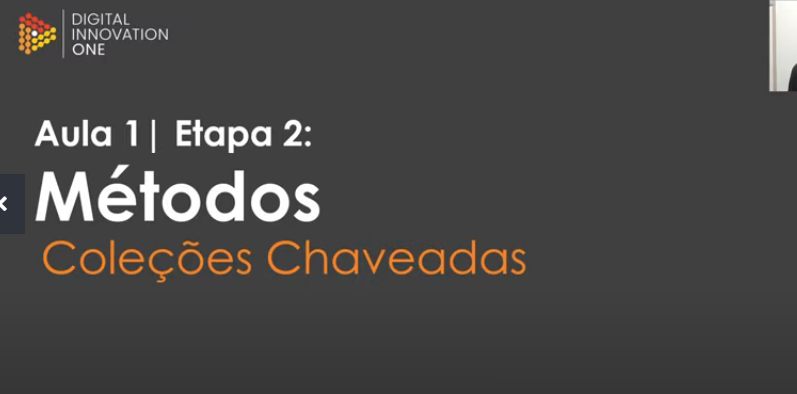 DIGITAL
INNOVATION
ONE
Aula 1| Etapa 2:
Métodos
Coleções Chaveadas